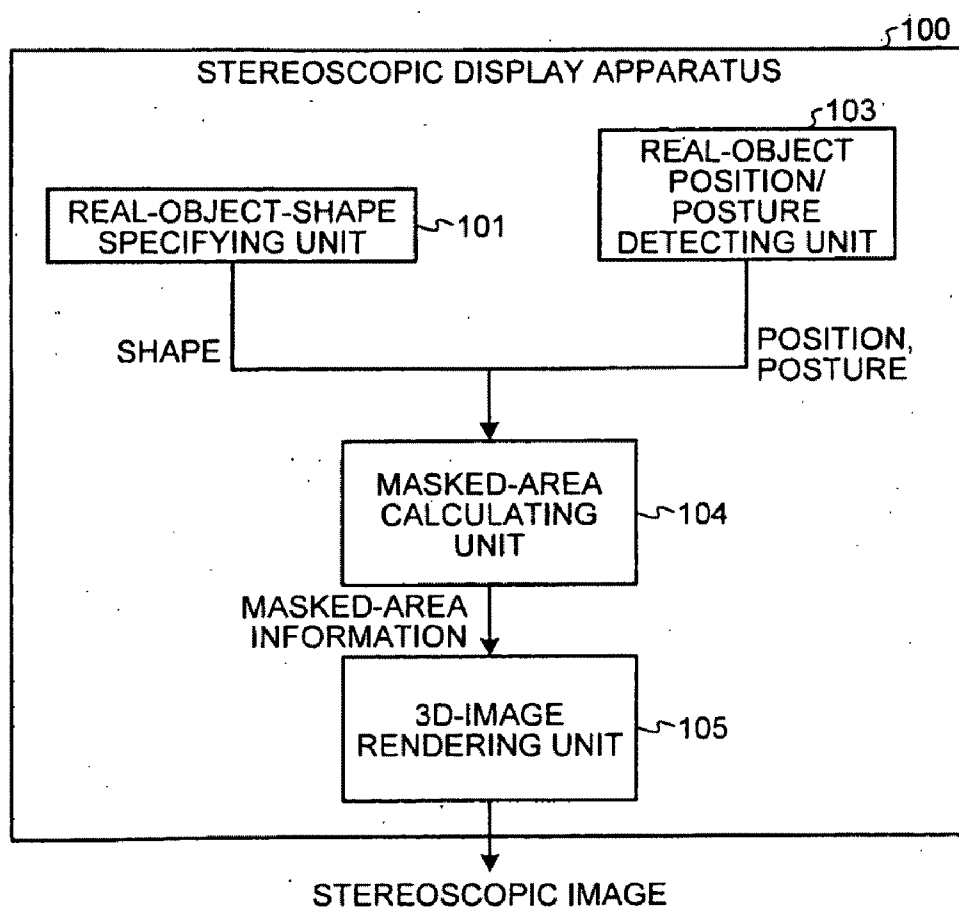 100
STEREOSCOPIC DISPLAY APPARATUS
103
REAL-OBJECT
POSITION/
POSTURE
DETECTING UNIT
REAL-OBJECT-SHAPE
SPECIFYING UNIT
101
SHAPE
POSITION,
POSTURE
MASKED-AREA
CALCULATING
UNIT
104
MASKED-AREA
INFORMATION
3D-IMAGE
RENDERING UNIT
105
STEREOSCOPIC IMAGE